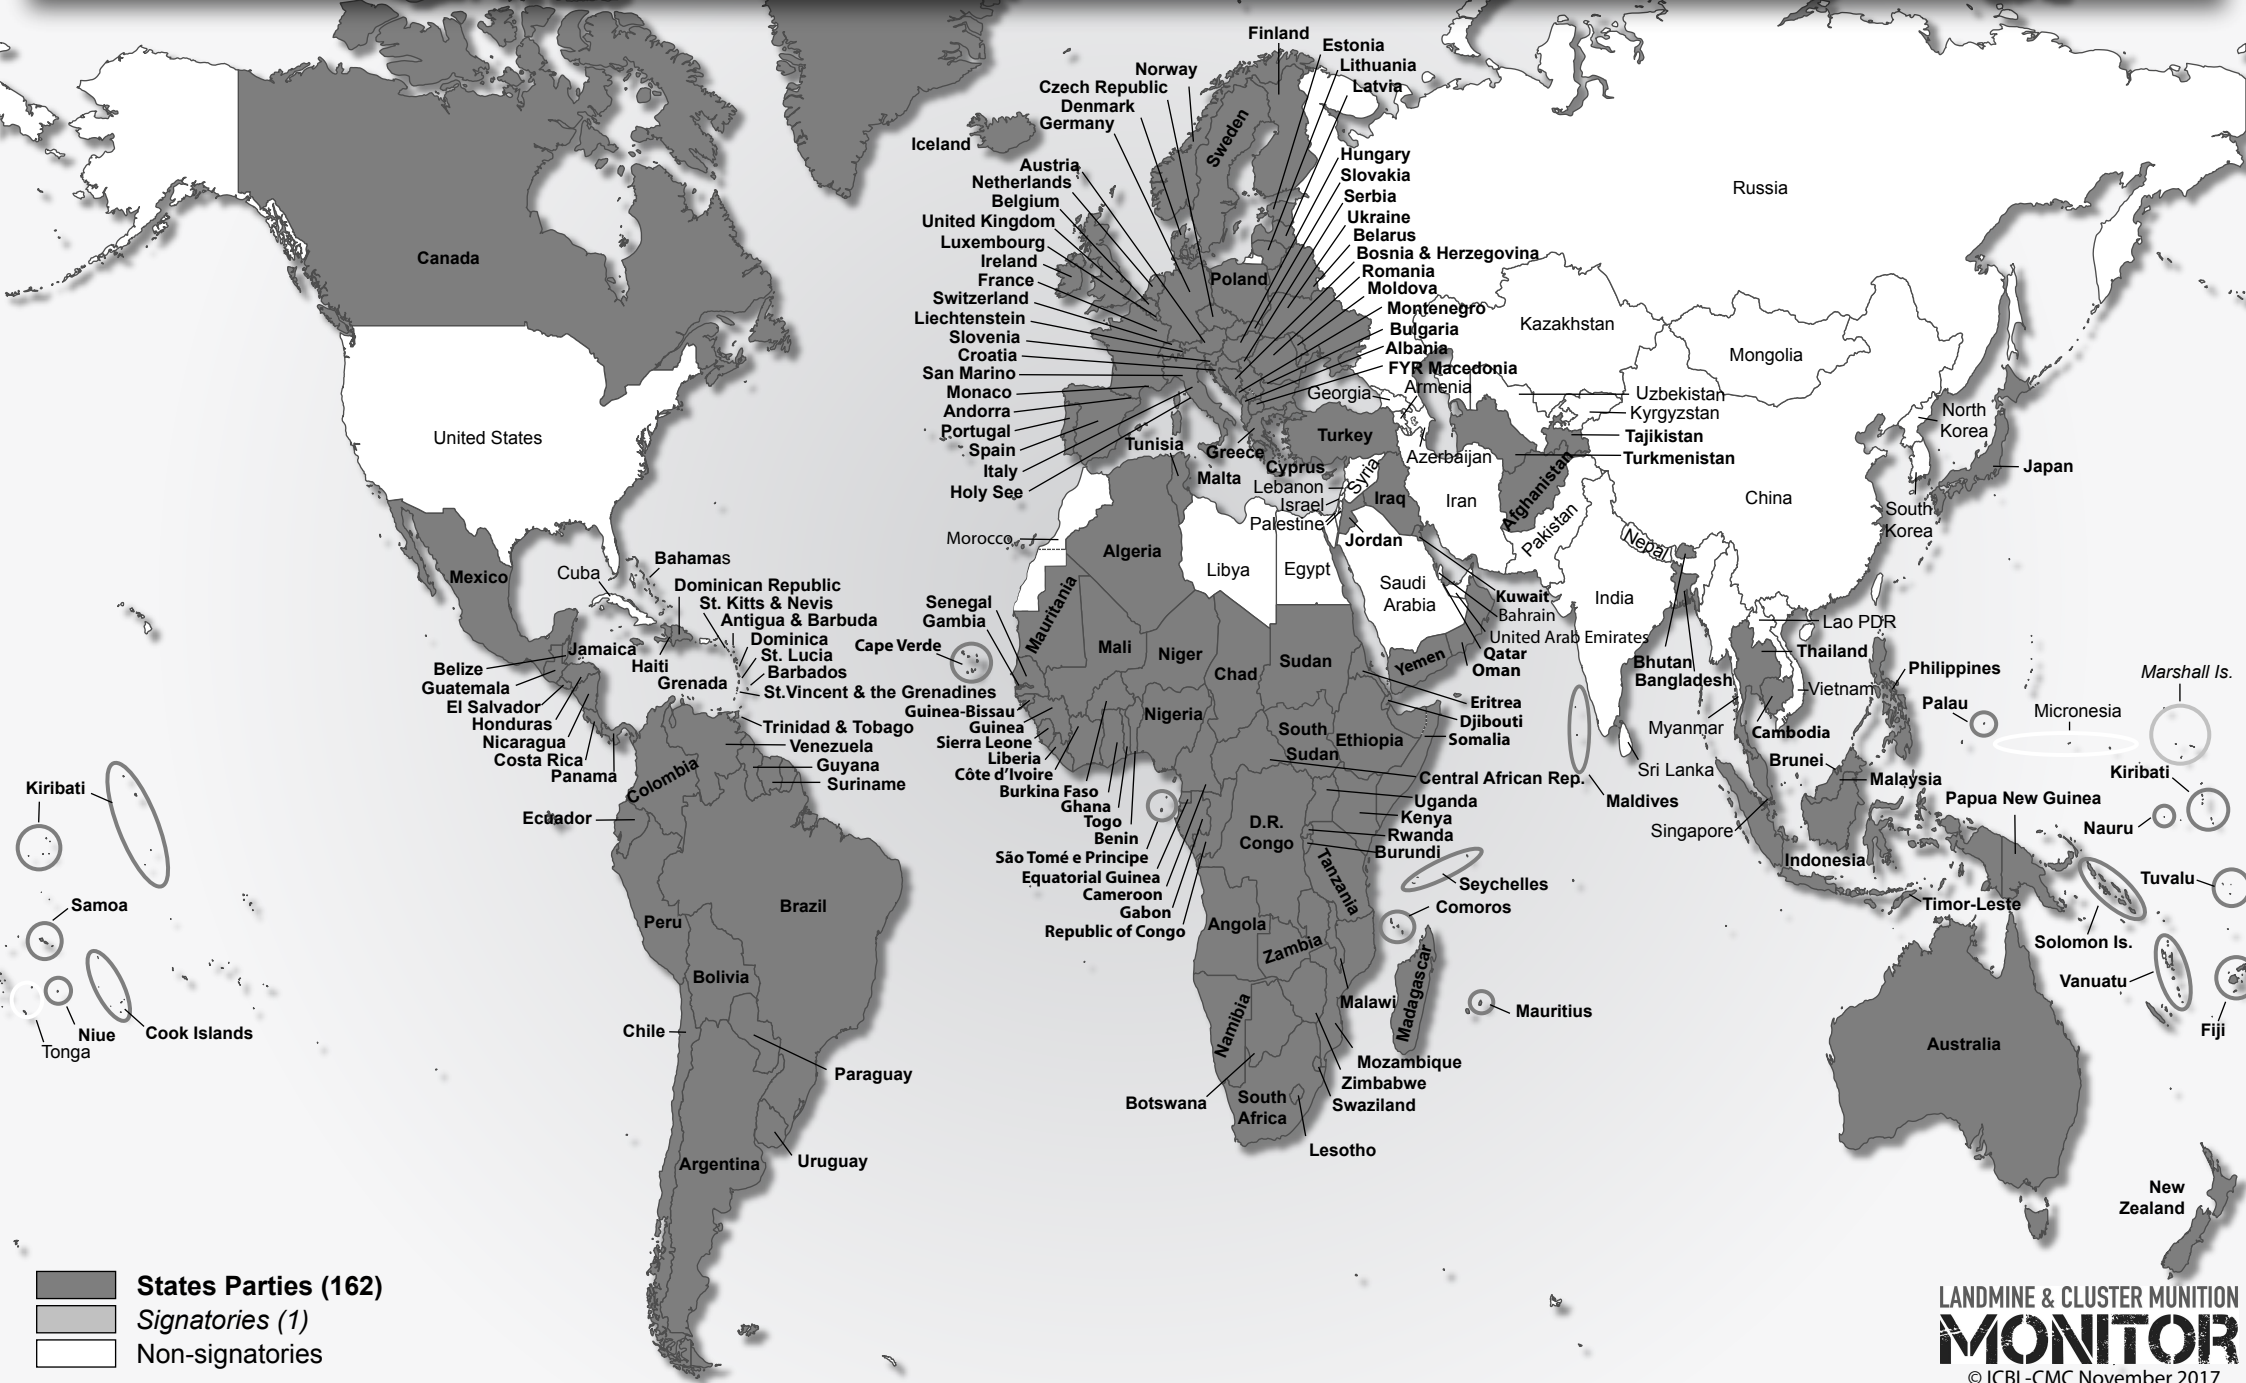 Finland
Estonia
Lithuania
Latvia
Norway
Czech Republic
Denmark
Germany
Iceland
Sweden
Austria
Netherlands
Belgium
United Kingdom
Luxembourg
Ireland
France
Switzerland
Liechtenstein
Slovenia
Croatia
San Marino
Monaco
Andorra
Portugal
Spain
Italy
Holy See
Poland
Hungary
Slovakia
Serbia
Ukraine
Belarus
Bosnia & Herzegovina
Romania
Moldova
Montenegro
Bulgaria
Albania
FYR Macedonia
Armenia
Georgia
Azerbaijan
Turkey
Tunisia
Greece
Malta
Cyprus
Lebanon
Israel
Palestine
Syria
Iraq
Iran
Jordan
Russia
Kazakhstan
Mongolia
Uzbekistan
Kyrgyzstan
Tajikistan
Turkmenistan
Afghanistan
Pakistan
Nepal
China
North
Korea
South
Korea
Japan
India
Canada
United States
Mexico
Cuba
Bahamas
Dominican Republic
St. Kitts & Nevis
Antigua & Barbuda
Dominica
St. Lucia
Barbados
St.Vincent & the Grenadines
Jamaica
Haiti
Grenada
Belize
Guatemala
El Salvador
Honduras
Nicaragua
Costa Rica
Panama
Trinidad & Tobago
Venezuela
Guyana
Suriname
Colombia
Ecuador
Peru
Brazil
Bolivia
Chile
Paraguay
Uruguay
Argentina
Morocco
Algeria
Libya
Egypt
Saudi
Arabia
Kuwait
Bahrain
United Arab Emirates
Qatar
Oman
Yemen
Senegal
Gambia
Cape Verde
Mauritania
Mali
Niger
Chad
Sudan
Nigeria
South
Sudan
Ethiopia
Eritrea
Djibouti
Somalia
Guinea-Bissau
Guinea
Sierra Leone
Liberia
Côte d'Ivoire
Burkina Faso
Ghana
Togo
Benin
São Tomé e Principe
Equatorial Guinea
Cameroon
Gabon
Republic of Congo
Central African Rep.
Uganda
Kenya
Rwanda
Burundi
D.R.
Congo
Tanzania
Seychelles
Comoros
Angola
Zambia
Malawi
Madagascar
Mauritius
Namibia
Mozambique
Zimbabwe
Swaziland
Botswana
South
Africa
Lesotho
Bhutan
Bangladesh
Lao PDR
Thailand
Vietnam
Myanmar
Cambodia
Sri Lanka
Maldives
Brunei
Malaysia
Singapore
Indonesia
Philippines
Palau
Micronesia
Marshall Is.
Kiribati
Papua New Guinea
Nauru
Tuvalu
Timor-Leste
Solomon Is.
Vanuatu
Fiji
Australia
New
Zealand
Kiribati
Samoa
Niue
Tonga
Cook Islands
States Parties (162)
Signatories (1)
Non-signatories
LANDMINE & CLUSTER MUNITION
MONITOR
© ICBL-CMC November 2017